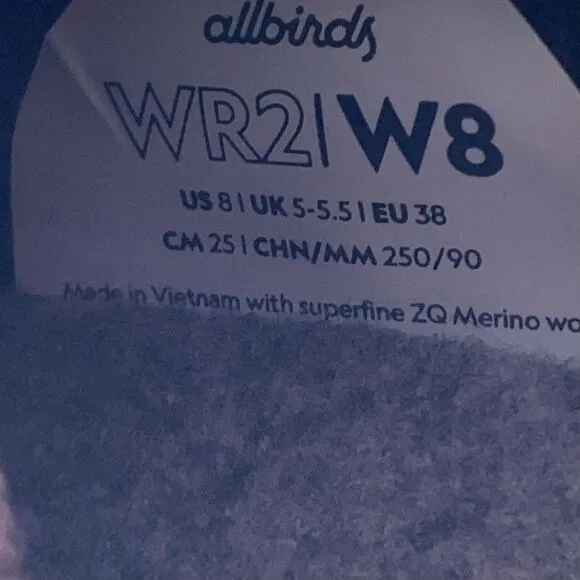 allbirds
WR2|W8
US 8 | UK 5-5.5 | EU 38
CM 25 | CHN/MM 250/90
Made in Vietnam with superfine ZQ Merino wo